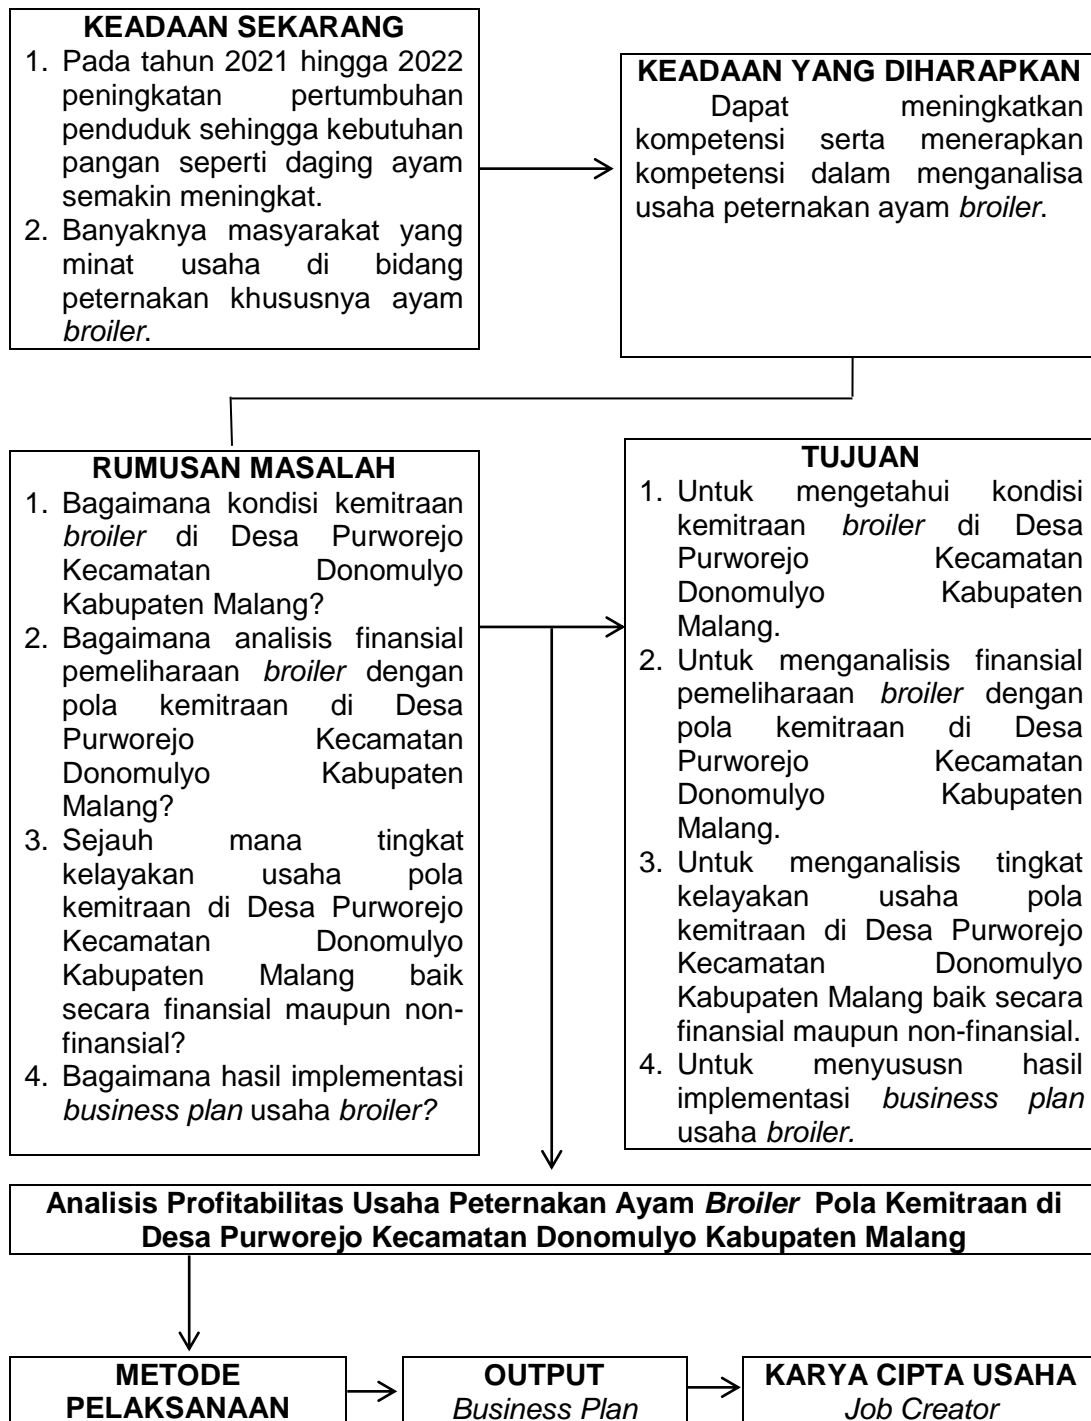 KEADAAN SEKARANG
1. Pada tahun 2021 hingga 2022
peningkatan pertumbuhan
penduduk sehingga kebutuhan
pangan seperti daging ayam
semakin meningkat.
2. Banyaknya masyarakat yang
minat usaha di bidang
peternakan khususnya ayam
broiler.
KEADAAN YANG DIHARAPKAN
Dapat meningkatkan
kompetensi serta menerapkan
kompetensi dalam menganalisa
usaha peternakan ayam broiler.
RUMUSAN MASALAH
1. Bagaimana kondisi kemitraan
broiler di Desa Purworejo
Kecamatan Donomulyo
Kabupaten Malang?
2. Bagaimana analisis finansial
pemeliharaan broiler dengan
pola kemitraan di Desa
Purworejo Kecamatan
Donomulyo Kabupaten
Malang?
3. Sejauh mana tingkat
kelayakan usaha pola
kemitraan di Desa Purworejo
Kecamatan Donomulyo
Kabupaten Malang baik
secara finansial maupun non-
finansial?
4. Bagaimana hasil implementasi
business plan usaha broiler?
TUJUAN
1. Untuk mengetahui kondisi
kemitraan broiler di Desa
Purworejo Kecamatan
Donomulyo Kabupaten
Malang.
2. Untuk menganalisis finansial
pemeliharaan broiler dengan
pola kemitraan di Desa
Purworejo Kecamatan
Donomulyo Kabupaten
Malang.
3. Untuk menganalisis tingkat
kelayakan usaha pola
kemitraan di Desa Purworejo
Kecamatan Donomulyo
Kabupaten Malang baik secara
finansial maupun non-finansial.
4. Untuk menyususn hasil
implementasi business plan
usaha broiler.
Analisis Profitabilitas Usaha Peternakan Ayam Broiler Pola Kemitraan di
Desa Purworejo Kecamatan Donomulyo Kabupaten Malang
METODE
PELAKSANAAN
OUTPUT
Business Plan
KARYA CIPTA USAHA
Job Creator